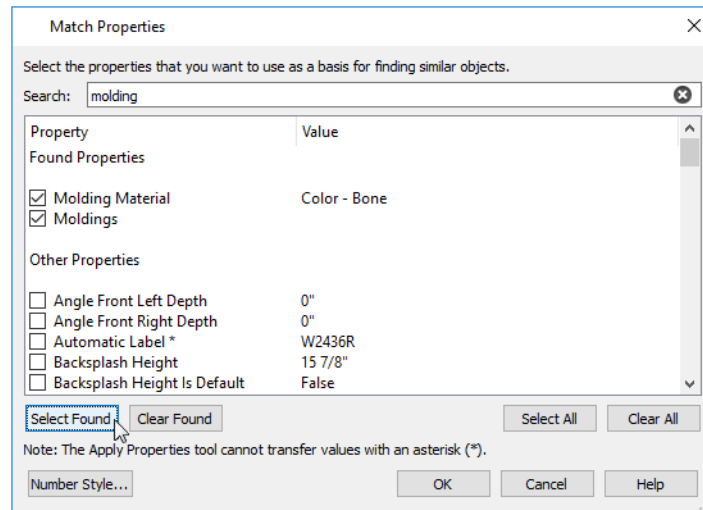 Match Properties
Select the properties that you want to use as a basis for finding similar objects.
Search: molding
Property Value
Found Properties
Molding Material Color - Bone
Moldings
Other Properties
Angle Front Left Depth 0"
Angle Front Right Depth 0"
Automatic Label * W2436R
Backsplash Height 15 7/8"
Backsplash Height Is Default False
Select Found Clear Found Select All Clear All
Note: The Apply Properties tool cannot transfer values with an asterisk (*).
Number Style... OK Cancel Help